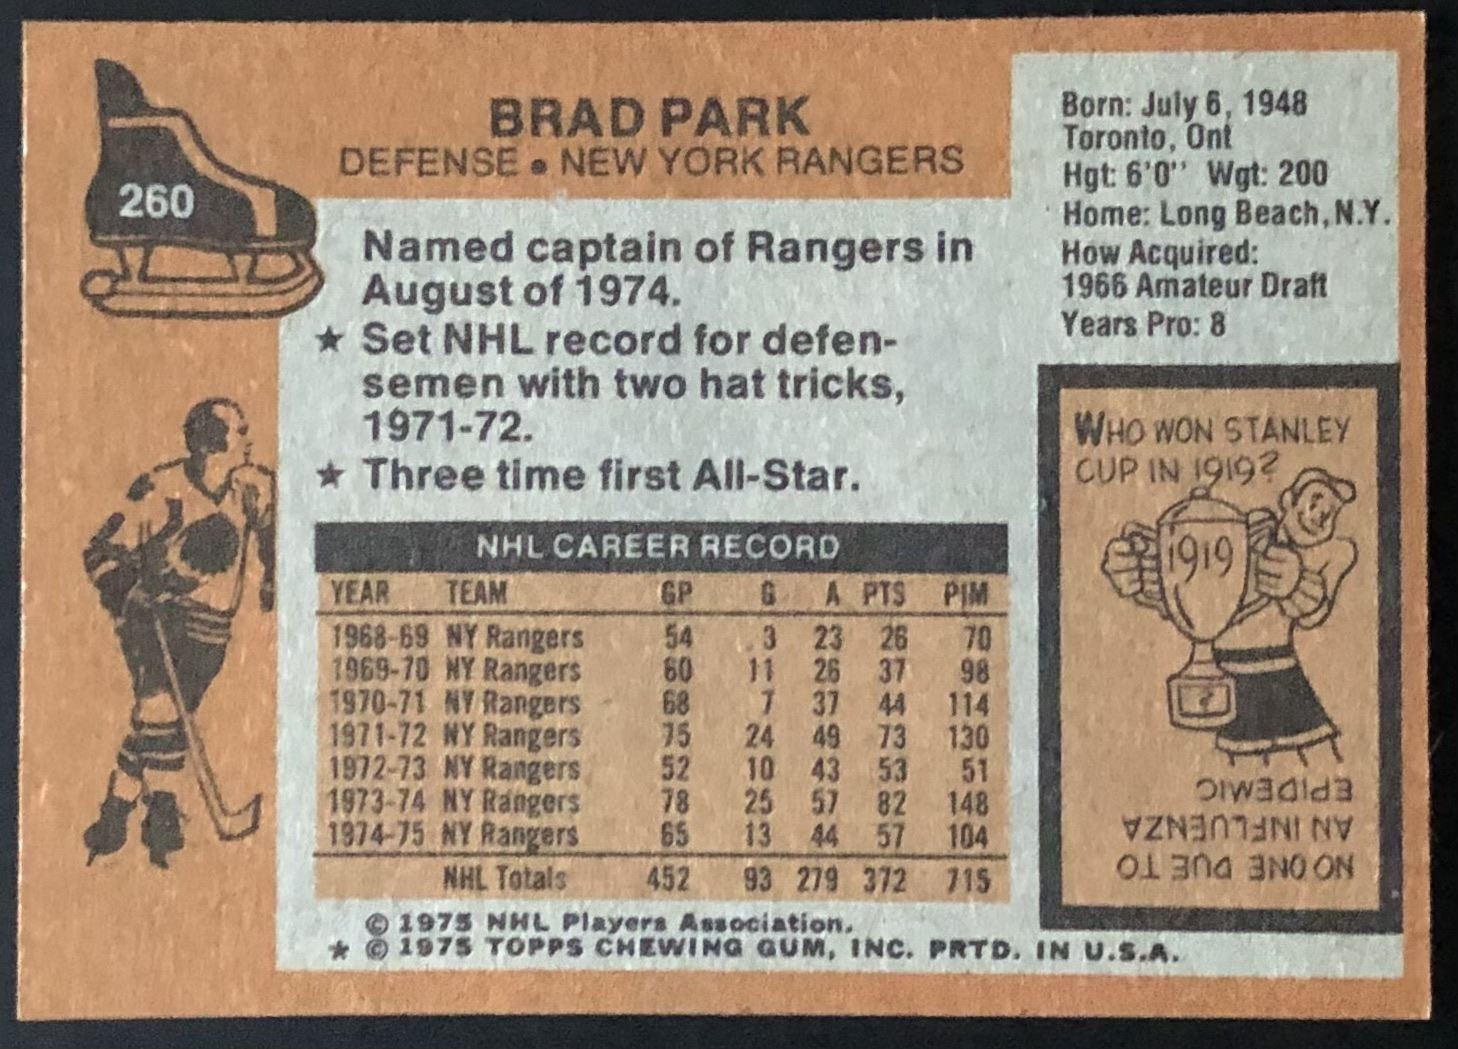 260
BRAD PARK
DEFENSE • NEW YORK RANGERS
Born: July 6, 1948
Toronto, Ont
Hgt: 6'0" Wgt: 200
Home: Long Beach, N.Y.
How Acquired:
1966 Amateur Draft
Years Pro: 8
Named captain of Rangers in
August of 1974.
★ Set NHL record for defen-
semen with two hat tricks,
1971-72.
★ Three time first All-Star.
NHL CAREER RECORD
YEAR TEAM GP G A PTS PIM
1968-69 NY Rangers 54 3 23 26 70
1969-70 NY Rangers 60 11 26 37 98
1970-71 NY Rangers 68 7 37 44 114
1971-72 NY Rangers 75 24 49 73 130
1972-73 NY Rangers 52 10 43 53 51
1973-74 NY Rangers 78 25 57 82 148
1974-75 NY Rangers 65 13 44 57 104
NHL Totals 452 93 279 372 715
© 1975 NHL Players Association.
★ © 1975 TOPPS CHEWING GUM, INC. PRTD. IN U.S.A.
WHO WON STANLEY
CUP IN 1919?
1919
?
NO ONE DUE TO
AN INFLUENZA
EPIDEMIC